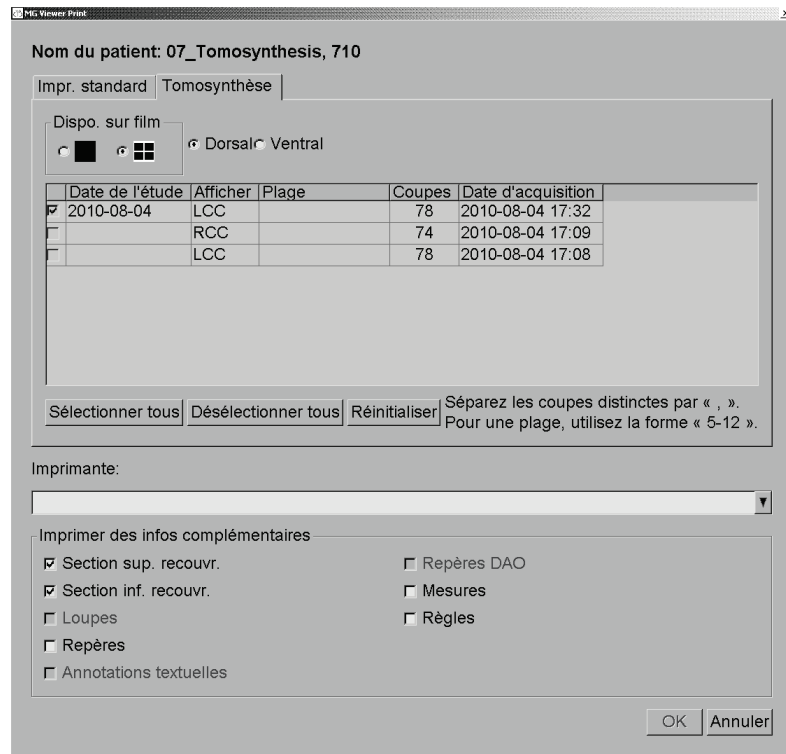 MG Viewer Print
Nom du patient: 07_Tomosynthesis, 710
Impr. standard Tomosynthèse
Dispo. sur film
Dorsal Ventral
Date de l'étude Afficher Plage Coupes Date d'acquisition
2010-08-04 LCC 78 2010-08-04 17:32
RCC 74 2010-08-04 17:09
LCC 78 2010-08-04 17:08
Sélectionner tous Désélectionner tous Réinitialiser Séparez les coupes distinctes par « , ».
Pour une plage, utilisez la forme « 5-12 ».
Imprimante:
Imprimer des infos complémentaires
Section sup. recouvr. Repères DAO
Section inf. recouvr. Mesures
Loupes Règles
Repères
Annotations textuelles
OK Annuler